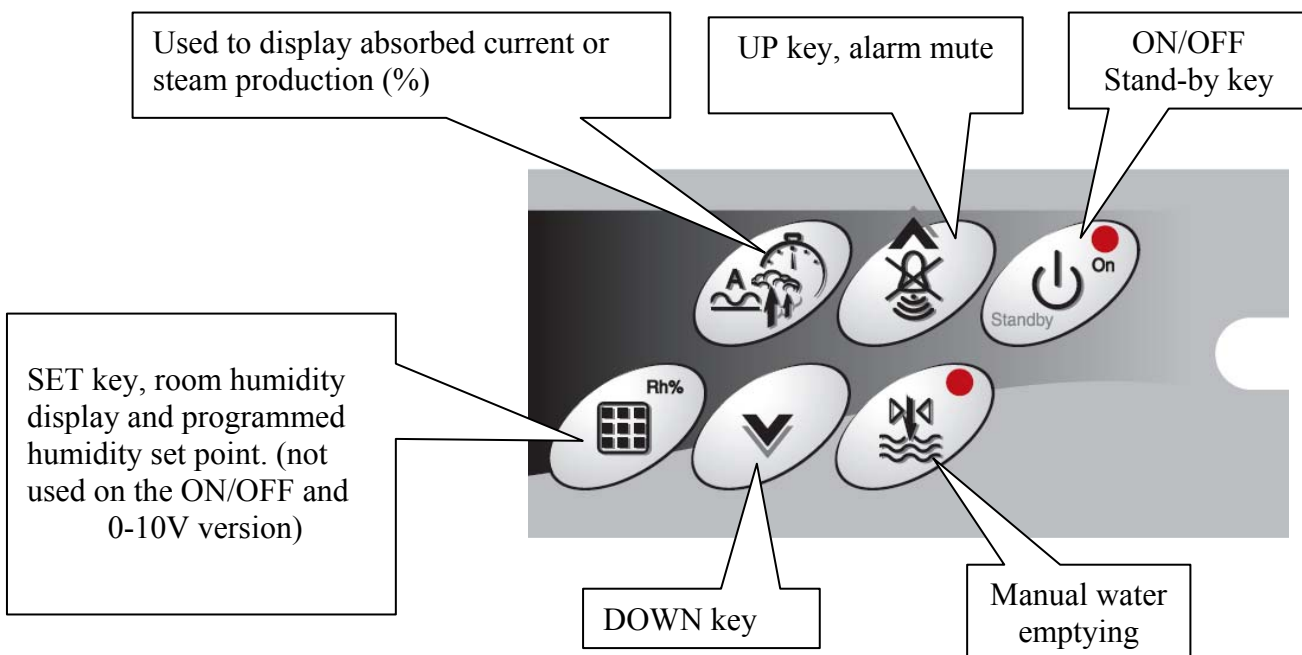 Used to display absorbed current or
steam production (%)
UP key, alarm mute
ON/OFF
Stand-by key
A
On
Standby
SET key, room humidity
display and programmed
humidity set point. (not
used on the ON/OFF and
0-10V version)
Rh%
DOWN key
Manual water
emptying